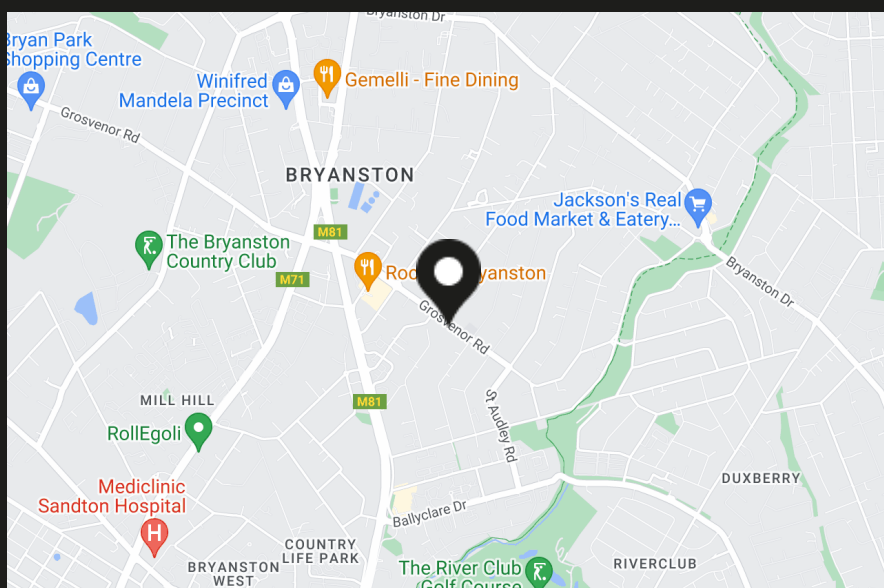 Bryanston Dr
Bryan Park
Shopping Centre
Winifred
Mandela Precinct
Gemelli - Fine Dining
Grosvenor Rd
BRYANSTON
Jackson's Real
Food Market & Eatery...
M81
The Bryanston
Country Club
M71
Bryanston Dr
Grosvenor Rd
M81
St Audley Rd
MILL HILL
RollEgoli
Mediclinic
Sandton Hospital
H
DUXBERRY
Ballyclare Dr
COUNTRY
LIFE PARK
BRYANSTON
WEST
The River Club
Golf Course
RIVERCLUB